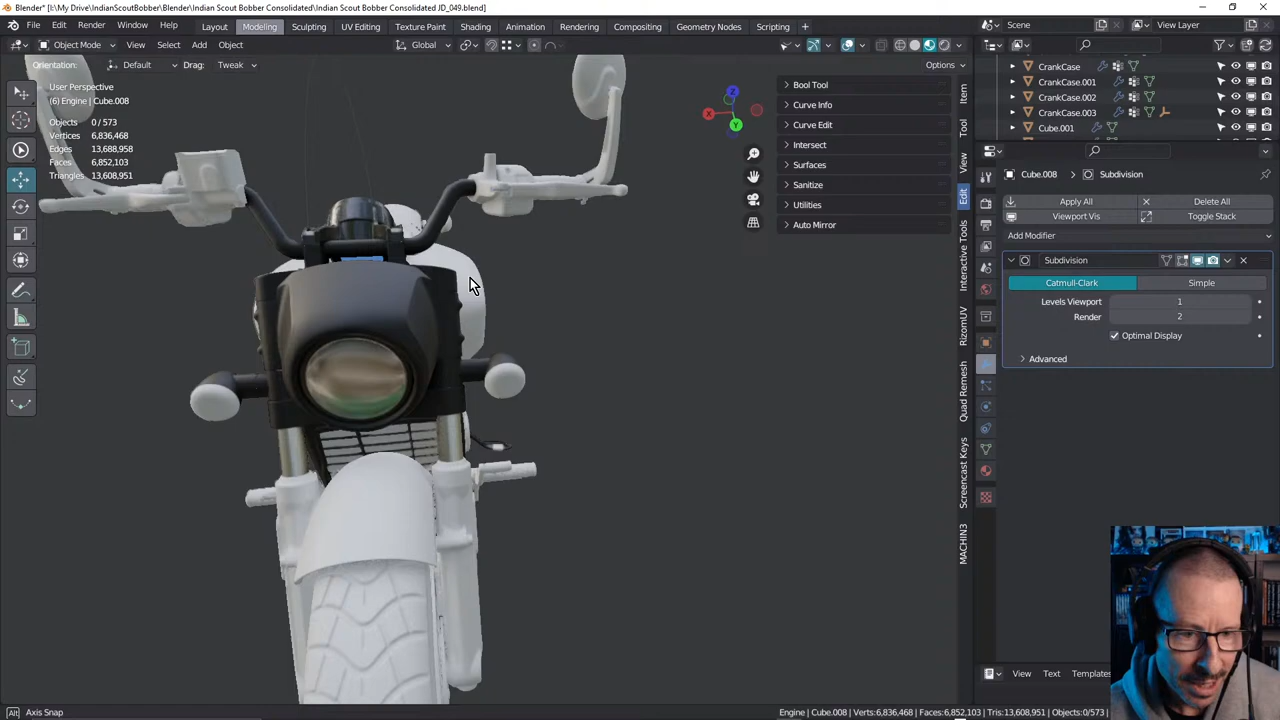 Blender* [I:\My Drive\IndianScoutBobber\Blender\Indian Scout Bobber Consolidated\Indian Scout Bobber Consolidated JD_049.blend]
File Edit Render Window Help Layout Modeling Sculpting UV Editing Texture Paint Shading Animation Rendering Compositing Geometry Nodes Scripting + Scene View Layer
Object Mode View Select Add Object Global
Orientation: Default Drag: Tweak Options
User Perspective
(6) Engine | Cube.008
Objects 0/573
Vertices 6,836,468
Edges 13,688,958
Faces 6,852,103
Triangles 13,608,951
X
Y
Z
Bool Tool
Curve Info
Curve Edit
Intersect
Surfaces
Sanitize
Utilities
Auto Mirror
Item
Tool
View
Edit
Interactive Tools
RizomUV
Quad Remesh
Screencast Keys
MACHIN3
CrankCase
CrankCase.001
CrankCase.002
CrankCase.003
Cube.001
Cube.008 > Subdivision
Apply All Delete All
Viewport Vis Toggle Stack
Add Modifier
Subdivision
Catmull-Clark Simple
Levels Viewport 1
Render 2
Optimal Display
Advanced
View Text Templates
Alt Axis Snap Engine | Cube.008 | Verts:6,836,468 | Faces:6,852,103 | Tris:13,608,951 | Objects:0/573